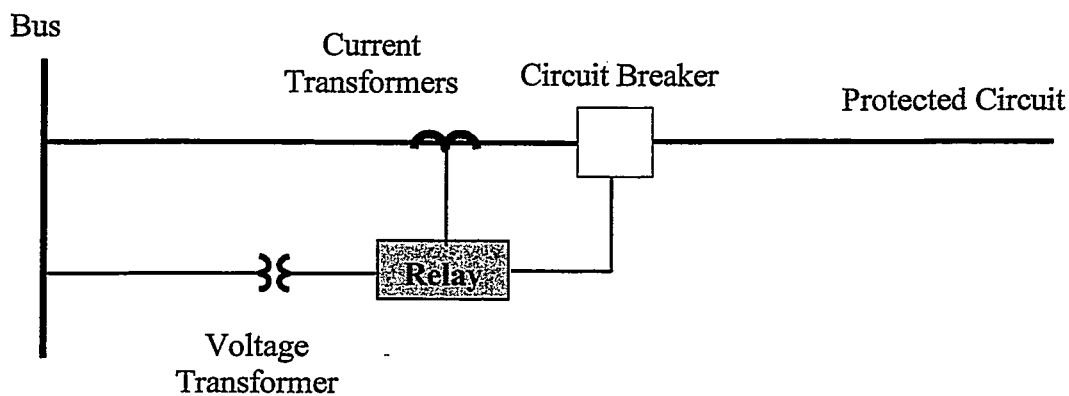 Bus
Current
Transformers
Circuit Breaker
Protected Circuit
Relay
Voltage
Transformer